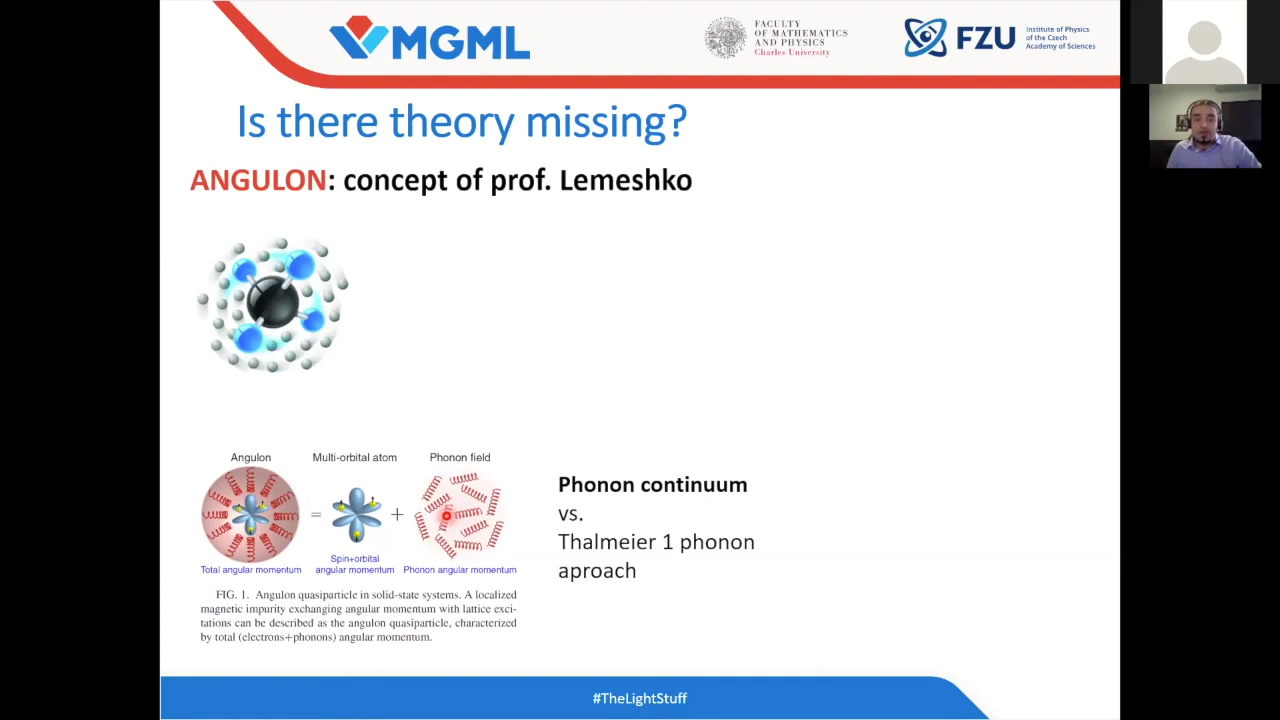 MGML
FACULTY
OF MATHEMATICS
AND PHYSICS
Charles University
FZU
Institute of Physics
of the Czech
Academy of Sciences
Is there theory missing?
ANGULON: concept of prof. Lemeshko
Angulon
Multi-orbital atom
Phonon field
=
+
Total angular momentum
Spin+orbital
angular momentum
Phonon angular momentum
FIG. 1. Angulon quasiparticle in solid-state systems. A localized
magnetic impurity exchanging angular momentum with lattice exci-
tations can be described as the angulon quasiparticle, characterized
by total (electrons+phonons) angular momentum.
Phonon continuum
vs.
Thalmeier 1 phonon
aproach
#TheLightStuff